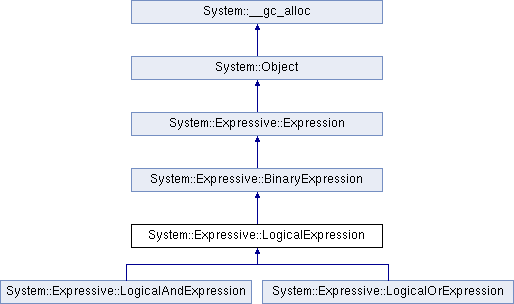 System::__gc_alloc
System::Object
System::Expressive::Expression
System::Expressive::BinaryExpression
System::Expressive::LogicalExpression
System::Expressive::LogicalAndExpression
System::Expressive::LogicalOrExpression